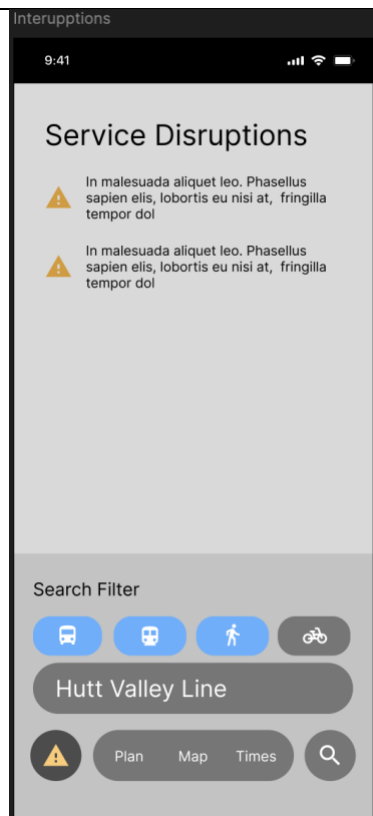 Interupptions
9:41
Service Disruptions
In malesuada aliquet leo. Phasellus
sapien elis, lobortis eu nisi at, fringilla
tempor dol
In malesuada aliquet leo. Phasellus
sapien elis, lobortis eu nisi at, fringilla
tempor dol
Search Filter
Hutt Valley Line
Plan Map Times